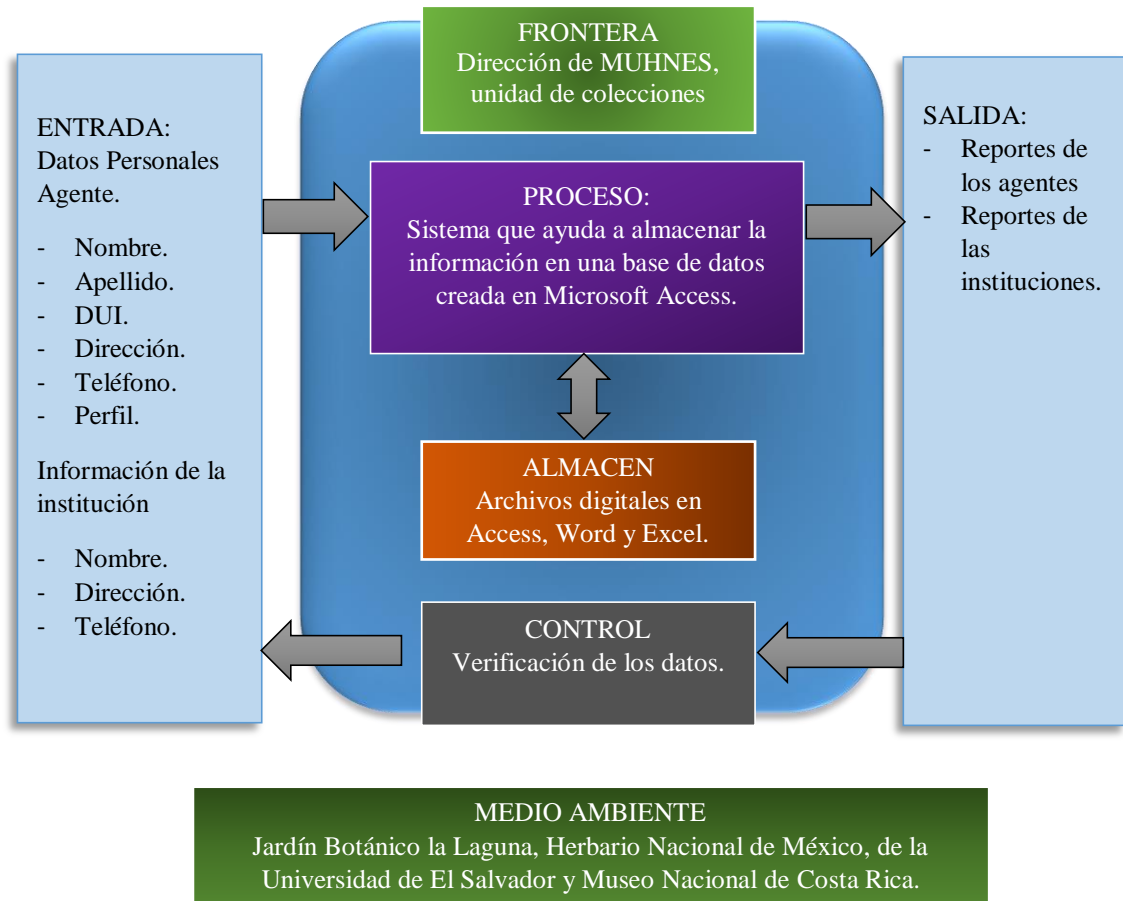 FRONTERA
Dirección de MUHNES,
unidad de colecciones
ENTRADA:
Datos Personales
Agente.
- Nombre.
- Apellido.
- DUI.
- Dirección.
- Teléfono.
- Perfil.
Información de la
institución
- Nombre.
- Dirección.
- Teléfono.
PROCESO:
Sistema que ayuda a almacenar la
información en una base de datos
creada en Microsoft Access.
ALMACEN
Archivos digitales en
Access, Word y Excel.
CONTROL
Verificación de los datos.
SALIDA:
- Reportes de
los agentes
- Reportes de
las
instituciones.
MEDIO AMBIENTE
Jardín Botánico la Laguna, Herbario Nacional de México, de la
Universidad de El Salvador y Museo Nacional de Costa Rica.